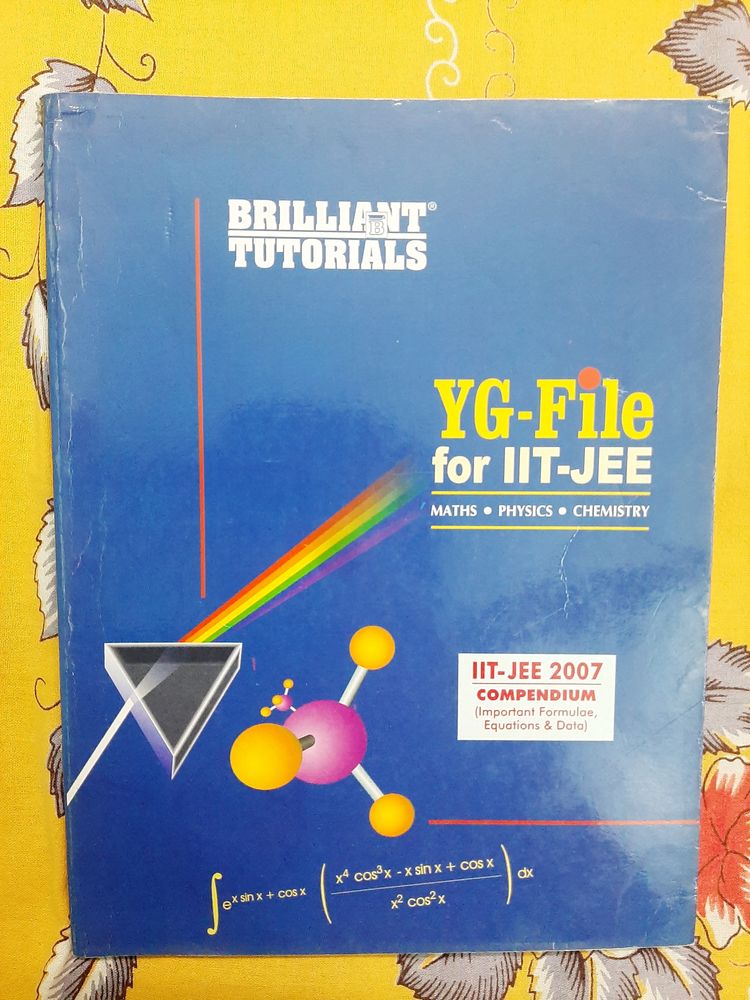 BRILLIANT®
B
TUTORIALS
YG-File
for IIT-JEE
MATHS • PHYSICS • CHEMISTRY
IIT-JEE 2007
COMPENDIUM
(Important Formulae,
Equations & Data)
∫ e^(x sin x + cos x) ( (x⁴ cos³x - x sin x + cos x) / (x² cos²x) ) dx